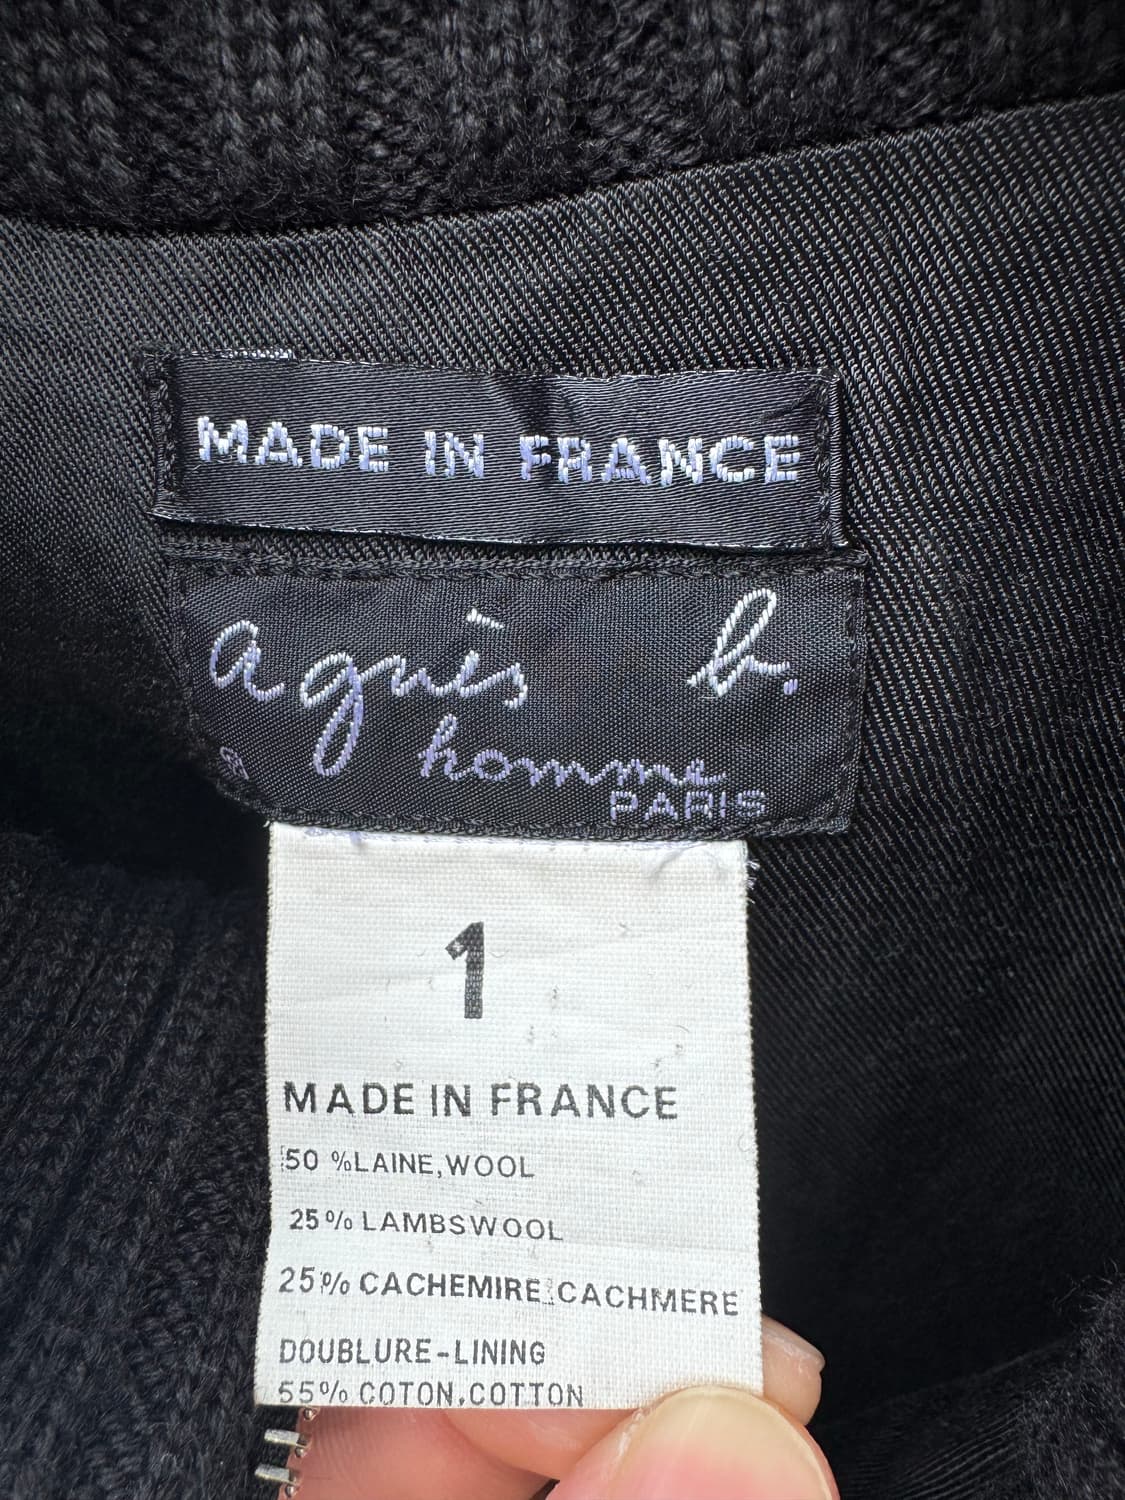 MADE IN FRANCE
agnès b.
homme
PARIS
1
MADE IN FRANCE
50 %LAINE,WOOL
25% LAMBSWOOL
25% CACHEMIRE.CACHMERE
DOUBLURE-LINING
55% COTON.COTTON